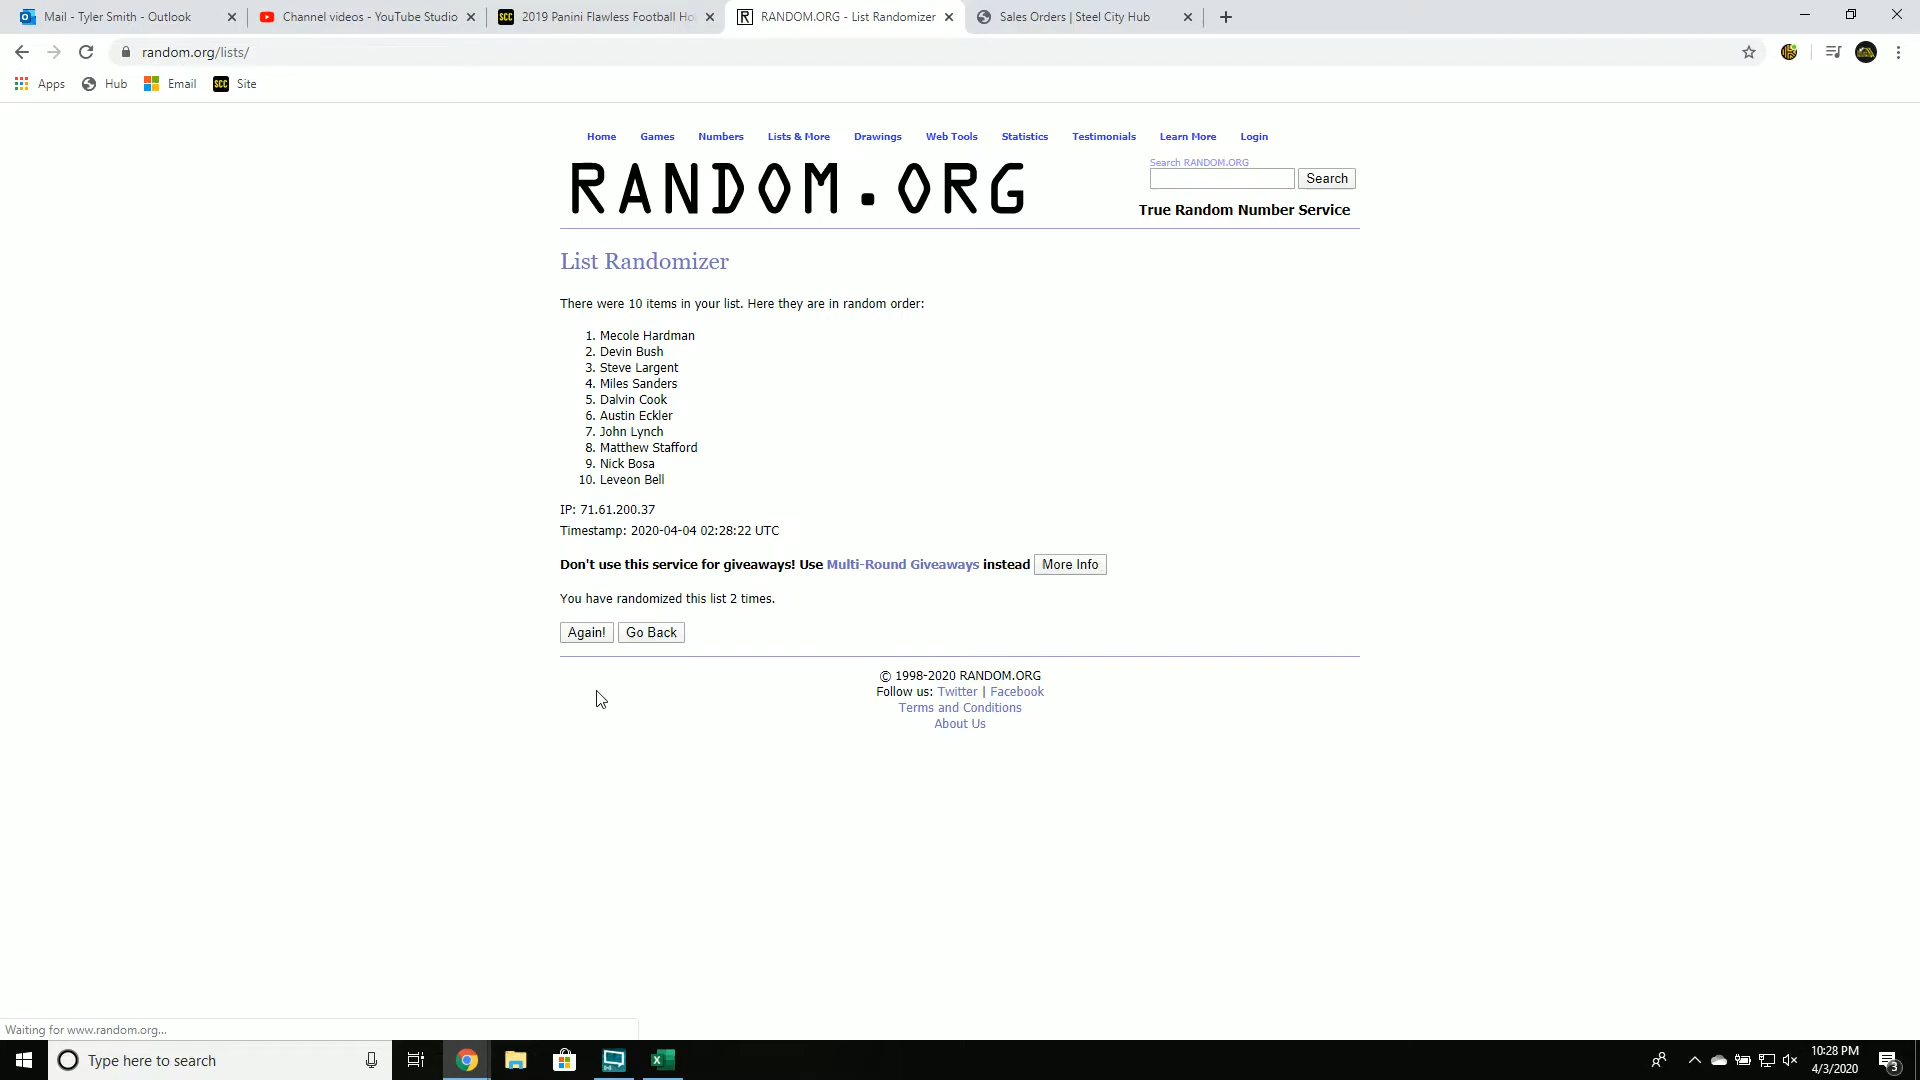 Mail - Tyler Smith - Outlook
Channel videos - YouTube Studio
SCC
2019 Panini Flawless Football Ho
RANDOM.ORG - List Randomizer
Sales Orders | Steel City Hub
random.org/lists/
Apps
Hub
Email
SCC
Site
Home
Games
Numbers
Lists & More
Drawings
Web Tools
Statistics
Testimonials
Learn More
Login
RANDOM.ORG
Search RANDOM.ORG
Search
True Random Number Service
List Randomizer
There were 10 items in your list. Here they are in random order:
1. Mecole Hardman
2. Devin Bush
3. Steve Largent
4. Miles Sanders
5. Dalvin Cook
6. Austin Eckler
7. John Lynch
8. Matthew Stafford
9. Nick Bosa
10. Leveon Bell
IP: 71.61.200.37
Timestamp: 2020-04-04 02:28:22 UTC
Don't use this service for giveaways! Use Multi-Round Giveaways instead More Info
You have randomized this list 2 times.
Again! Go Back
© 1998-2020 RANDOM.ORG
Follow us: Twitter | Facebook
Terms and Conditions
About Us
Waiting for www.random.org...
Type here to search
10:28 PM
4/3/2020
3